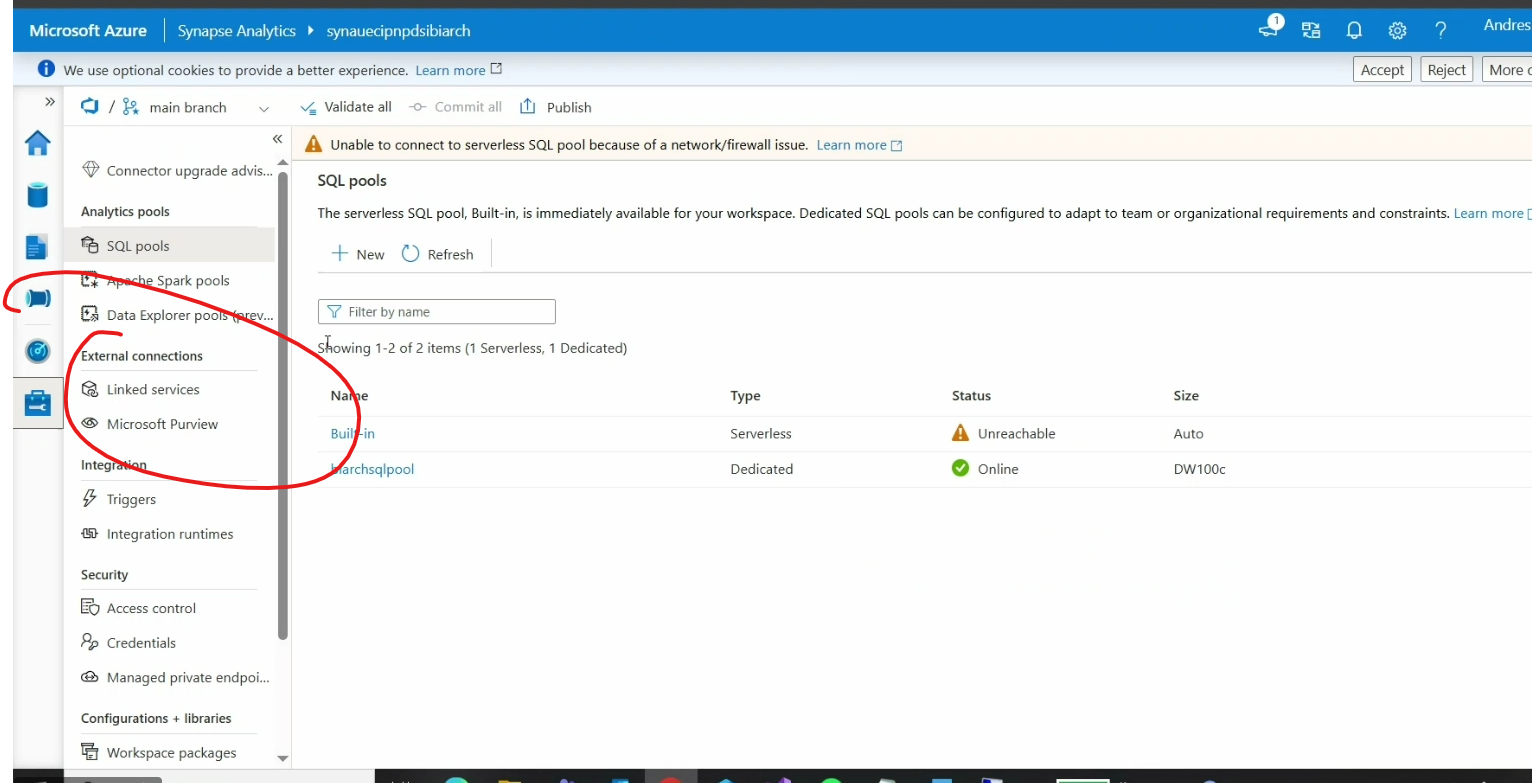 Microsoft Azure Synapse Analytics synauecipnpdsibiarch 1 Andres
We use optional cookies to provide a better experience. Learn more Accept Reject More
main branch Validate all Commit all Publish
Unable to connect to serverless SQL pool because of a network/firewall issue. Learn more
Connector upgrade advis...
Analytics pools
SQL pools
Apache Spark pools
Data Explorer pools (prev...
External connections
Linked services
Microsoft Purview
Integration
Triggers
Integration runtimes
Security
Access control
Credentials
Managed private endpoi...
Configurations + libraries
Workspace packages
SQL pools
The serverless SQL pool, Built-in, is immediately available for your workspace. Dedicated SQL pools can be configured to adapt to team or organizational requirements and constraints. Learn more
New Refresh
Filter by name
Showing 1-2 of 2 items (1 Serverless, 1 Dedicated)
Name Type Status Size
Built-in Serverless Unreachable Auto
biarchsqlpool Dedicated Online DW100c